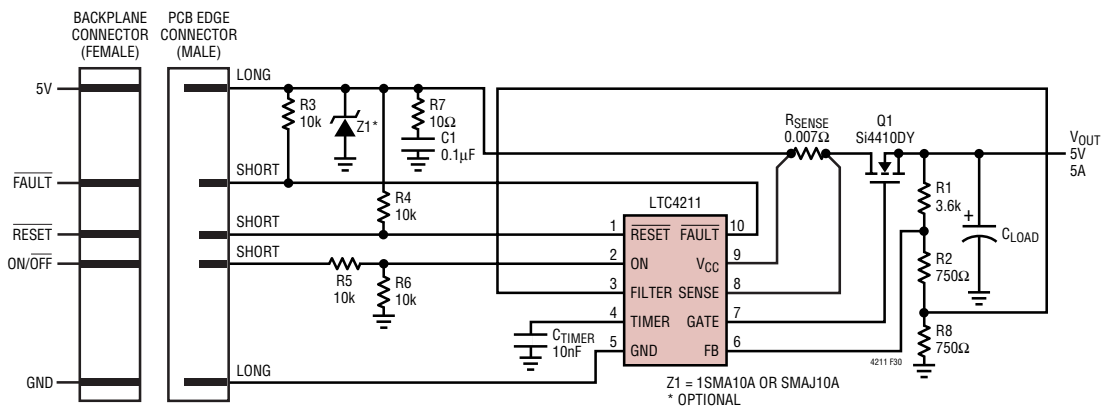 BACKPLANE
CONNECTOR
(FEMALE)
PCB EDGE
CONNECTOR
(MALE)
5V
LONG
R3
10k
Z1*
R7
10Ω
C1
0.1µF
RSENSE
0.007Ω
Q1
Si4410DY
VOUT
5V
5A
FAULT
SHORT
R4
10k
R1
3.6k
+
CLOAD
LTC4211
RESET
SHORT
1 RESET FAULT 10
ON/OFF
SHORT
R5
10k
R6
10k
2 ON VCC 9
R2
750Ω
3 FILTER SENSE 8
CTIMER
10nF
4 TIMER GATE 7
R8
750Ω
5 GND FB 6
4211 F30
GND
LONG
Z1 = 1SMA10A OR SMAJ10A
* OPTIONAL